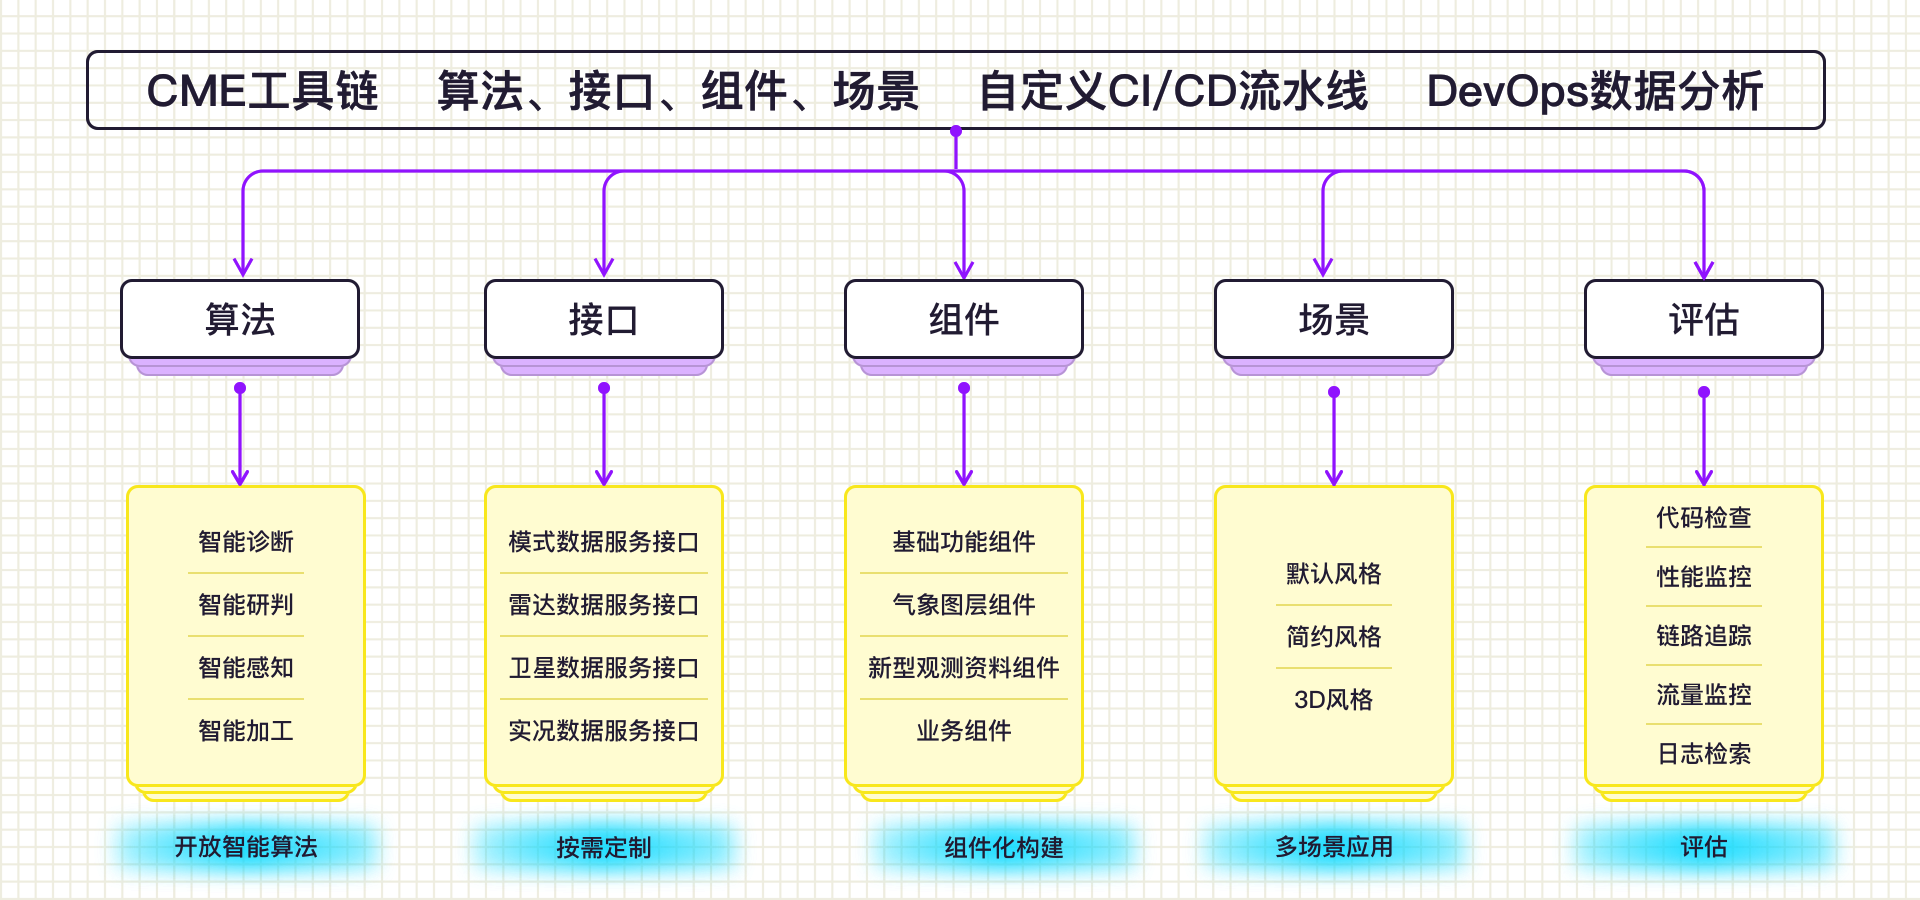 CME工具链 算法、接口、组件、场景 自定义CI/CD流水线 DevOps数据分析
算法
接口
组件
场景
评估
智能诊断
智能研判
智能感知
智能加工
模式数据服务接口
雷达数据服务接口
卫星数据服务接口
实况数据服务接口
基础功能组件
气象图层组件
新型观测资料组件
业务组件
默认风格
简约风格
3D风格
代码检查
性能监控
链路追踪
流量监控
日志检索
开放智能算法
按需定制
组件化构建
多场景应用
评估